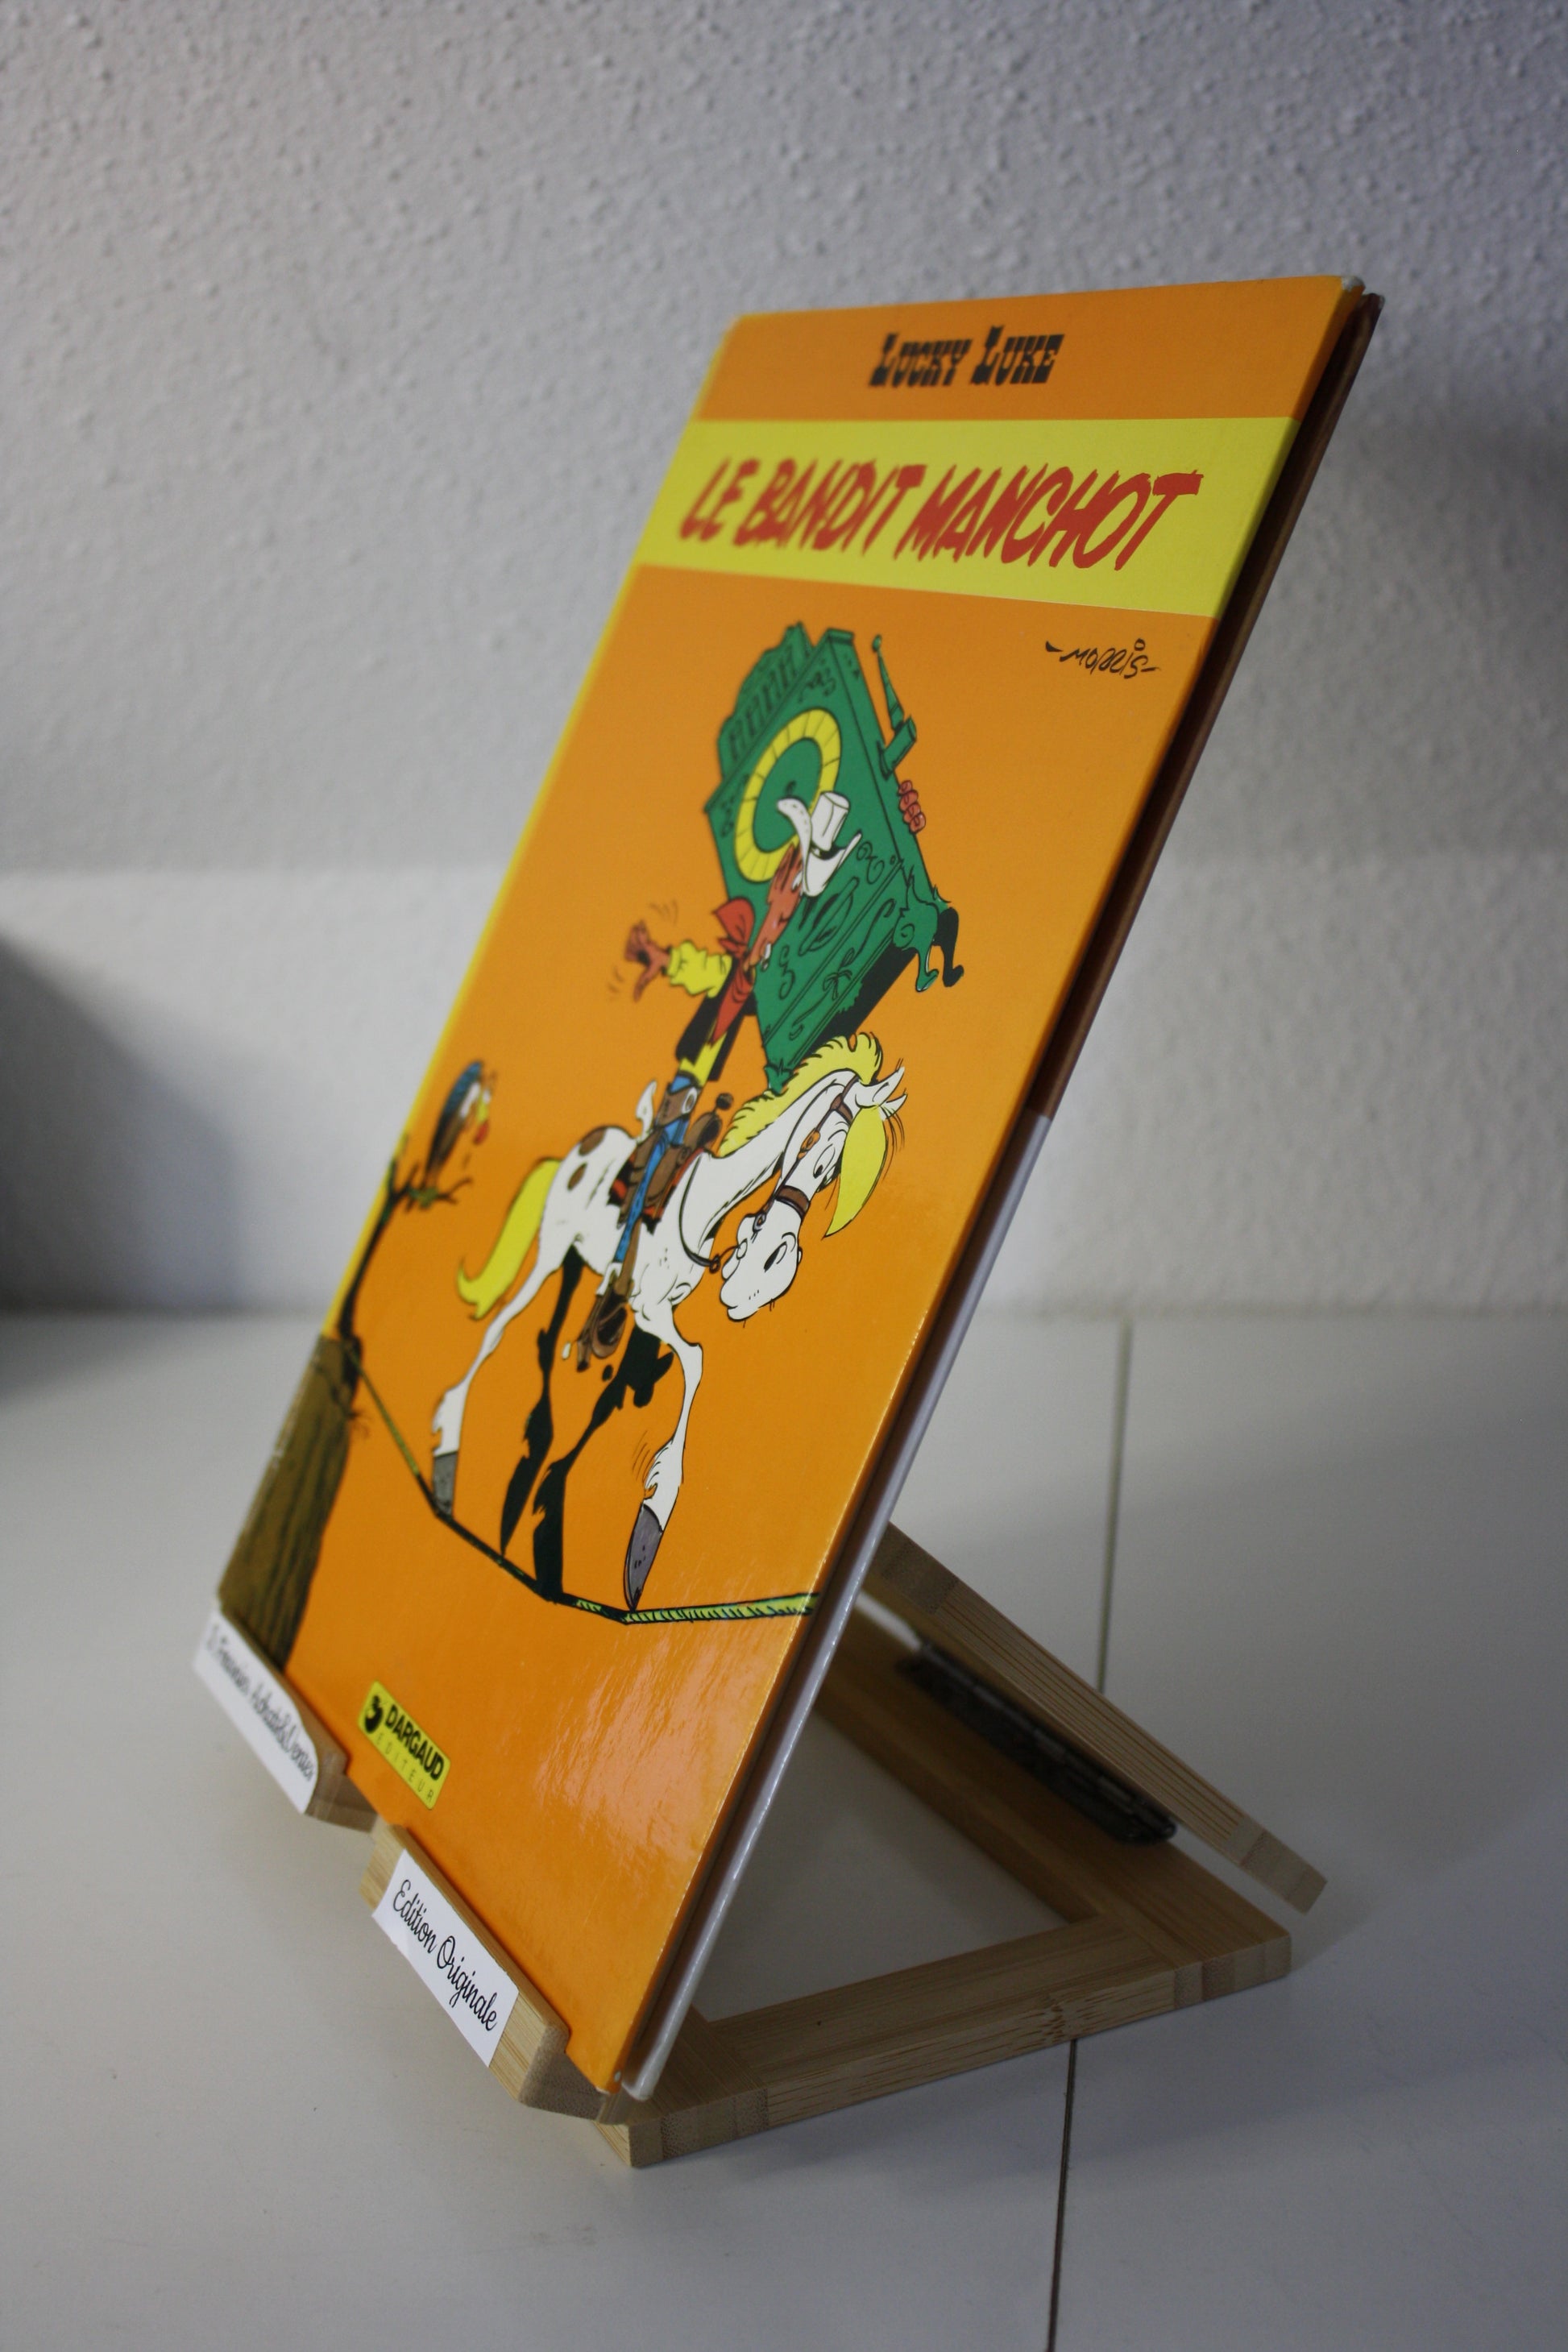 LUCKY LUKE
LE BANDIT MANCHOT
-MORRIS-
DARGAUD
EDITEUR
Edition Originale